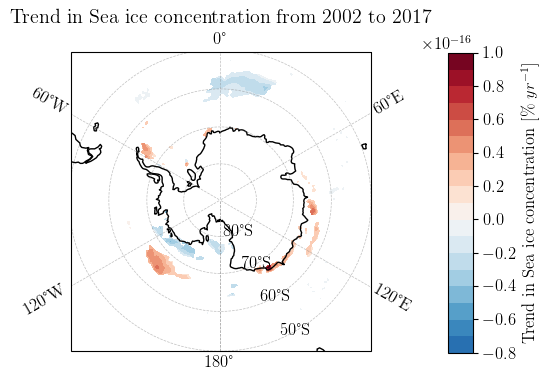 Trend in Sea ice concentration from 2002 to 2017
0°
×10⁻¹⁶
60°W
60°E
80°S
70°S
60°S
50°S
120°W
120°E
180°
1.0
0.8
0.6
0.4
0.2
0.0
−0.2
−0.4
−0.6
−0.8
Trend in Sea ice concentration [% yr⁻¹]